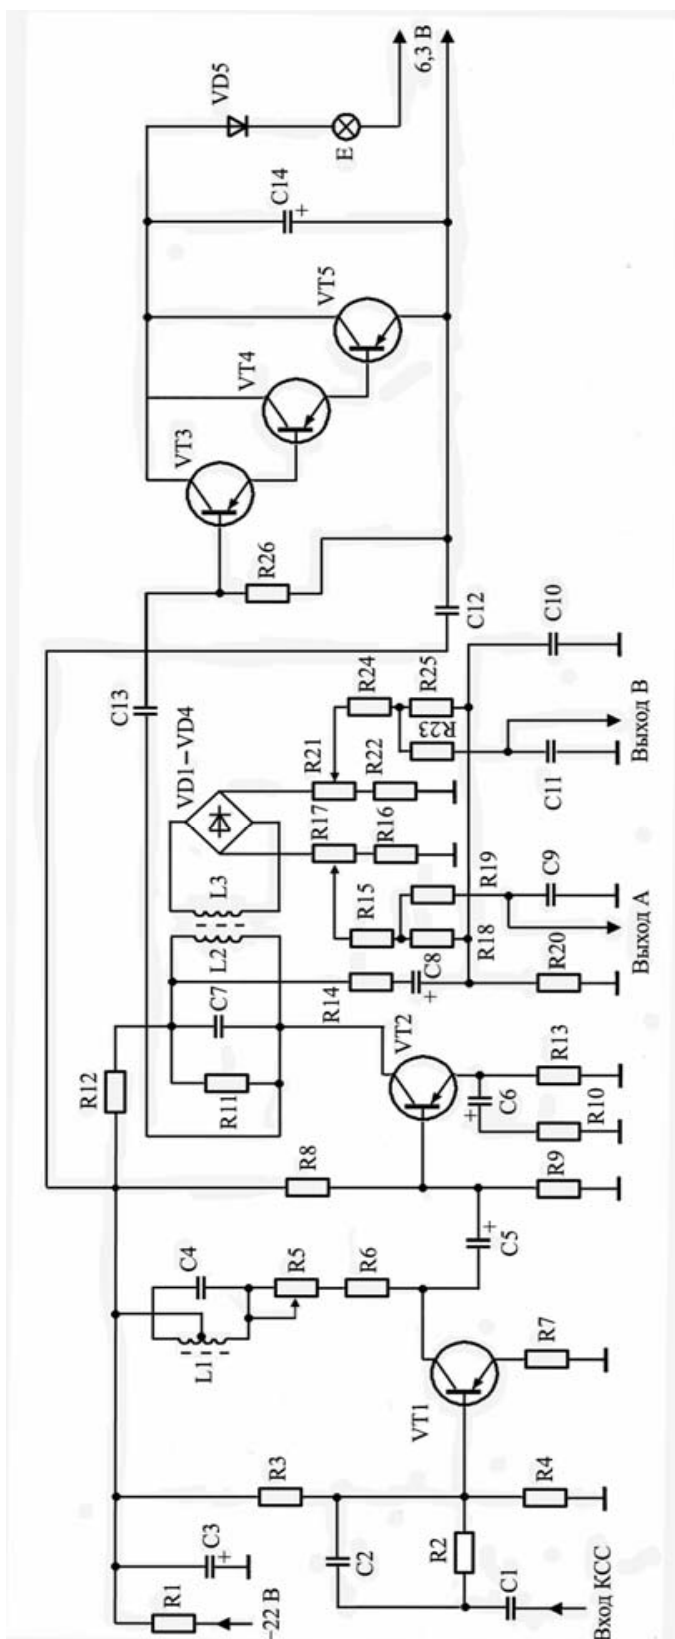 R12
C13
R1
C3
L1
C4
R11
C7
L2
L3
VD1–VD4
VT3
VT4
C14
VD5
–22 В
R3
R5
R8
R26
VT5
C2
R6
R14
R15
R17
R21
R24
E
R2
VT1
VT2
C8
R16
R22
R25
6,3 В
C1
R4
R7
C5
R9
C6
R10
R13
R18
R19
R23
C12
R20
C9
C11
C10
Вход КСС
Выход А
Выход В